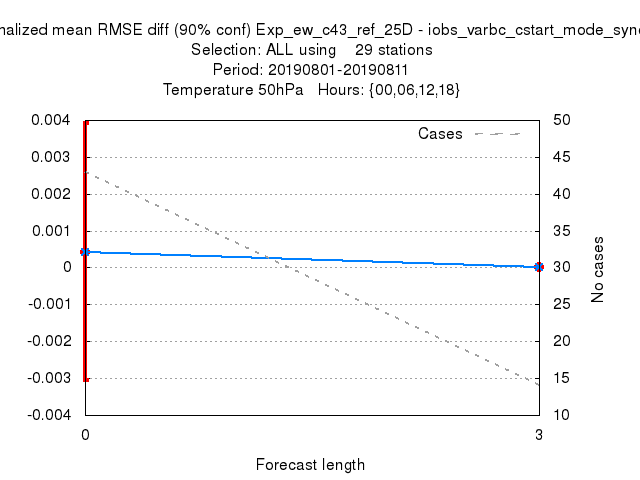 nalized mean RMSE diff (90% conf) Exp_ew_c43_ref_25D - iobs_varbc_cstart_mode_syn
Selection: ALL using 29 stations
Period: 20190801-20190811
Temperature 50hPa Hours: {00,06,12,18}
Cases
0.004
0.003
0.002
0.001
0
-0.001
-0.002
-0.003
-0.004
50
45
40
35
30
25
20
15
10
No cases
0
3
Forecast length